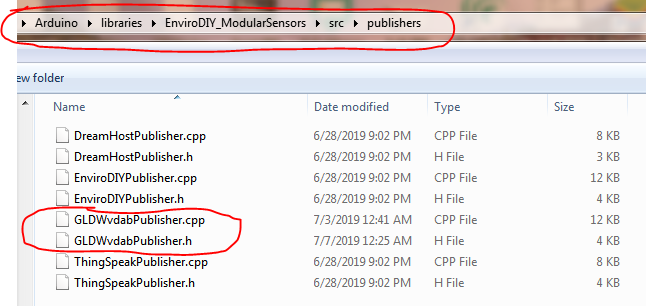 Arduino libraries EnviroDIY_ModularSensors src publishers
ew folder
Name Date modified Type Size
DreamHostPublisher.cpp 6/28/2019 9:02 PM CPP File 8 KB
DreamHostPublisher.h 6/28/2019 9:02 PM H File 3 KB
EnviroDIYPublisher.cpp 6/28/2019 9:02 PM CPP File 12 KB
EnviroDIYPublisher.h 6/28/2019 9:02 PM H File 4 KB
GLDWvdabPublisher.cpp 7/3/2019 12:41 AM CPP File 12 KB
GLDWvdabPublisher.h 7/7/2019 12:25 AM H File 4 KB
ThingSpeakPublisher.cpp 6/28/2019 9:02 PM CPP File 8 KB
ThingSpeakPublisher.h 6/28/2019 9:02 PM H File 4 KB